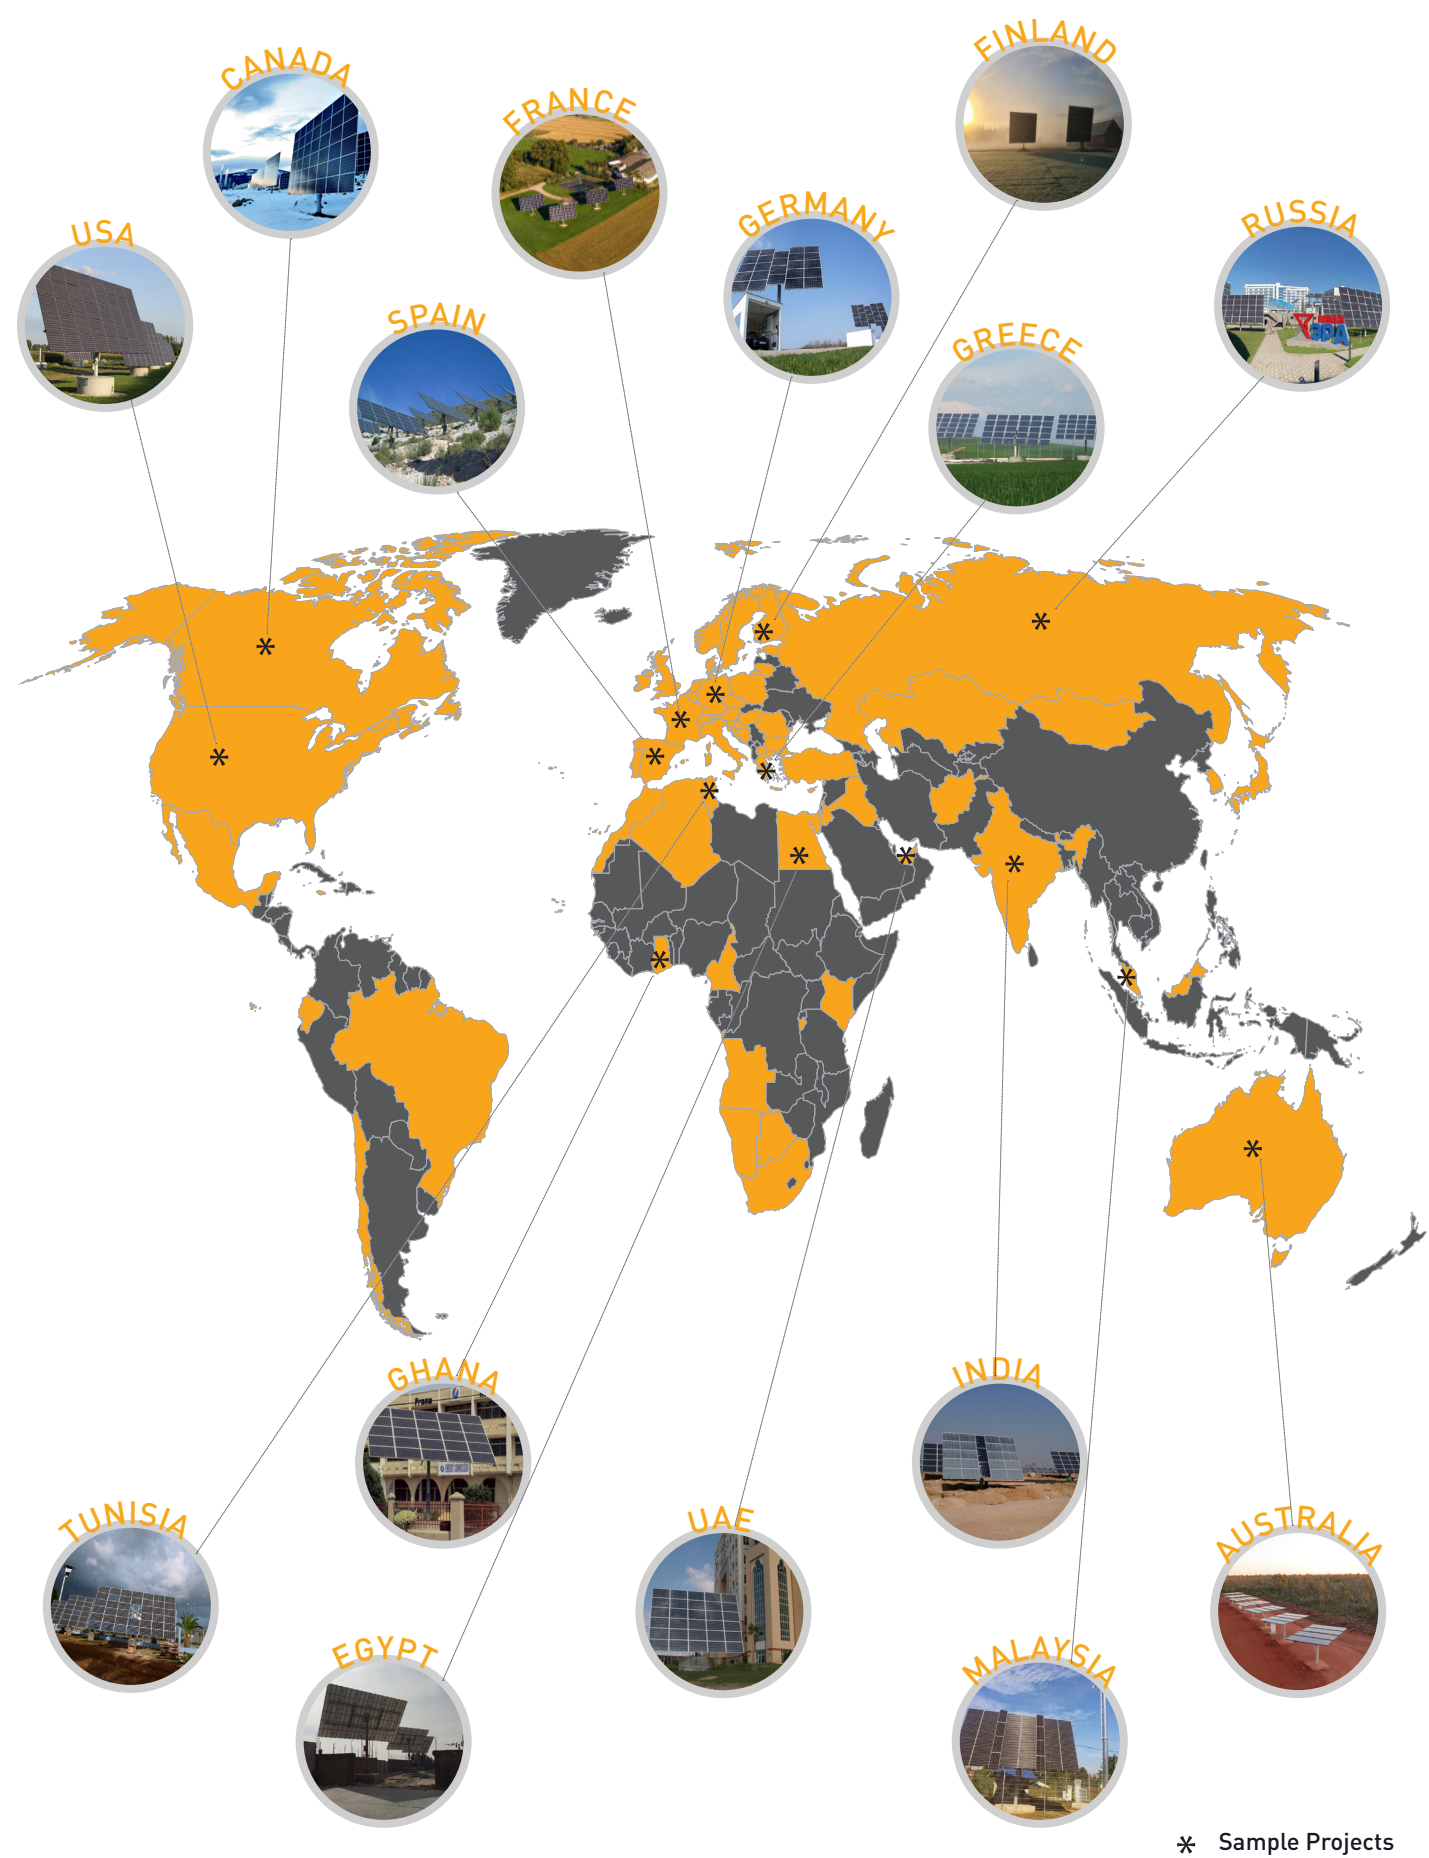 FINLAND
CANADA
FRANCE
GERMANY
RUSSIA
USA
SPAIN
GREECE
GHANA
INDIA
TUNISIA
UAE
AUSTRALIA
EGYPT
MALAYSIA
* Sample Projects